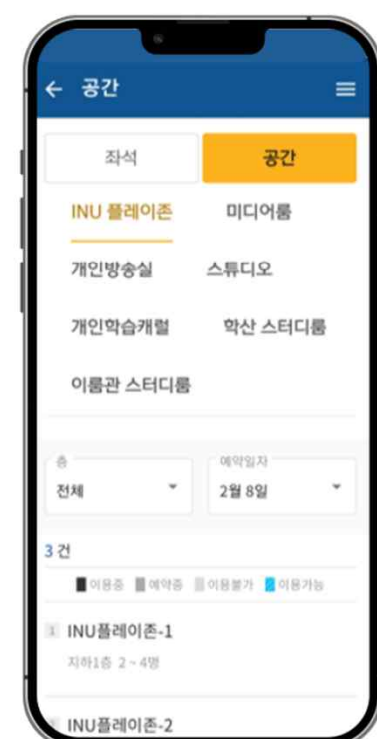 ← 공간
좌석 공간
INU 플레이존 미디어룸
개인방송실 스튜디오
개인학습캐럴 학산 스터디룸
이룸관 스터디룸
층 예약일자
전체 2월 8일
3 건
이용중 예약중 이용불가 이용가능
1 INU플레이존-1
지하1층 2 ~ 4명
INU플레이존-2